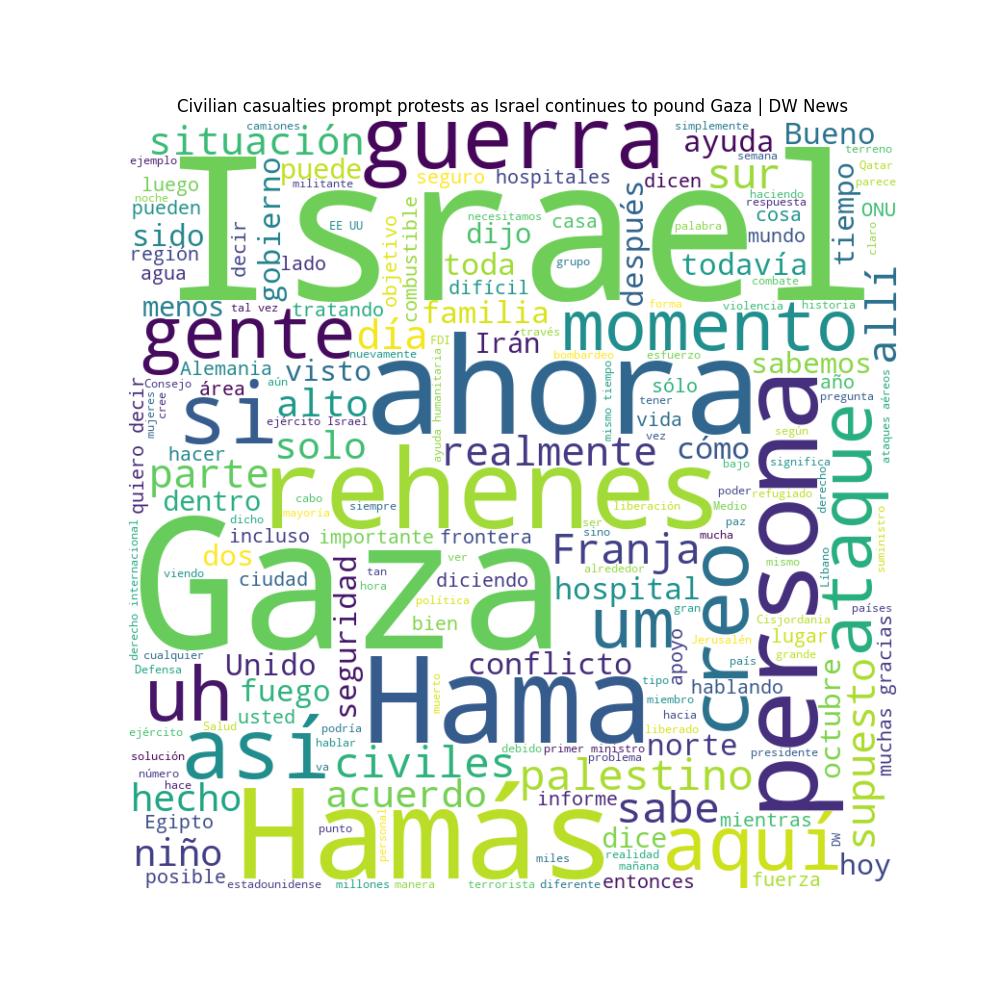 Civilian casualties prompt protests as Israel continues to pound Gaza | DW News
camiones
guerra
simplemente
Bueno
situación
ayuda
ejemplo
puede
semana
terreno
Israel
seguro
hospitales
dicen
sur
Qatar
parece
luego
noche
militante
gobierno
después
haciendo
respuesta
tiempo
pueden
EE UU
objetivo
combustible
necesitamos
casa
palabra
cosa
ONU
sido
decir
dijo
mundo
claro
región
lado
toda
grupo
todavía
agua
difícil
combate
allí
menos
tal vez
tratando
familia
forma
violencia
historia
gente
día
FDI
través
momento
nuevamente
Irán
bombardeo
esfuerzo
sabemos
Alemania
visto
ahora
Consejo
área
aún
ayuda humanitaria
mismo tiempo
sólo
año
quiero decir
mujeres
cree
si
alto
tener
vida
persona
pregunta
ataques aéreos
ejército Israel
hacer
solo
realmente
cómo
vez
según
ataque
parte
rehenes
bajo
significa
dentro
cabo
mayoría
siempre
liberación
poder
refugiado
derecho
Medio
dicho
ser
sino
paz
derecho internacional
Gaza
incluso
importante
frontera
Franja
mucha
creo
suministro
dos
ver
alrededor
mismo
Líbano
viendo
ciudad
seguridad
tan
hora
diciendo
hospital
política
um
gran
Cisjordania
países
bien
Jerusalén
lugar
cualquier
Defensa
Unido
Hama
conflicto
apoyo
país
grande
muchas gracias
uh
fuego
muerto
tipo
hablando
supuesto
octubre
usted
miembro
ejército
Salud
podría
hacia
liberado
así
hablar
solución
va
civiles
debido
primer ministro
problema
norte
presidente
número
hace
palestino
hecho
acuerdo
Hamás
informe
sabe
mientras
Egipto
punto
personal
dice
aquí
DW
niño
realidad
mañana
miles
hoy
posible
estadounidense
millones
manera
terrorista
diferente
entonces
fuerza